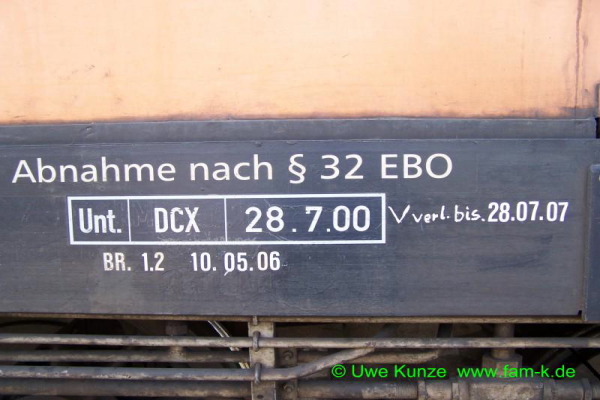 Abnahme nach § 32 EBO
Unt. DCX 28.7.00 verl. bis. 28.07.07
BR. 1.2 10.05.06
© Uwe Kunze www.fam-k.de